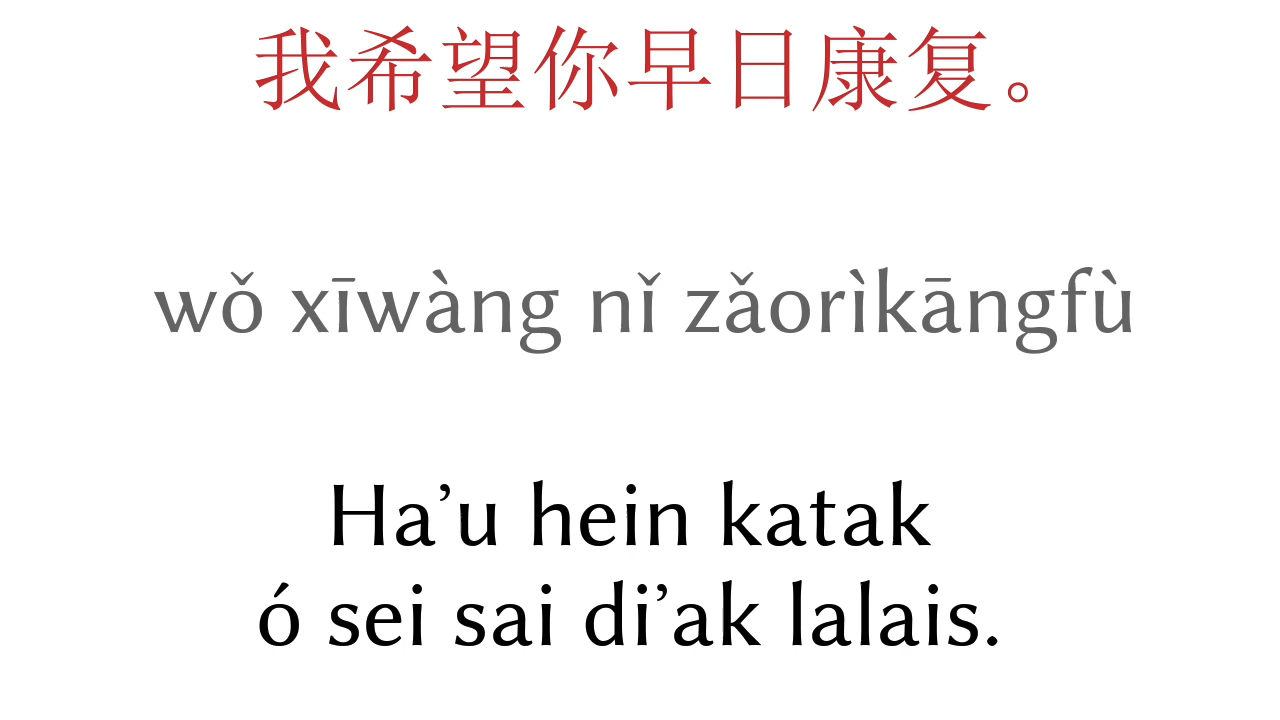 我希望你早日康复。
wǒ xīwàng nǐ zǎorìkāngfù
Ha’u hein katak
ó sei sai di’ak lalais.